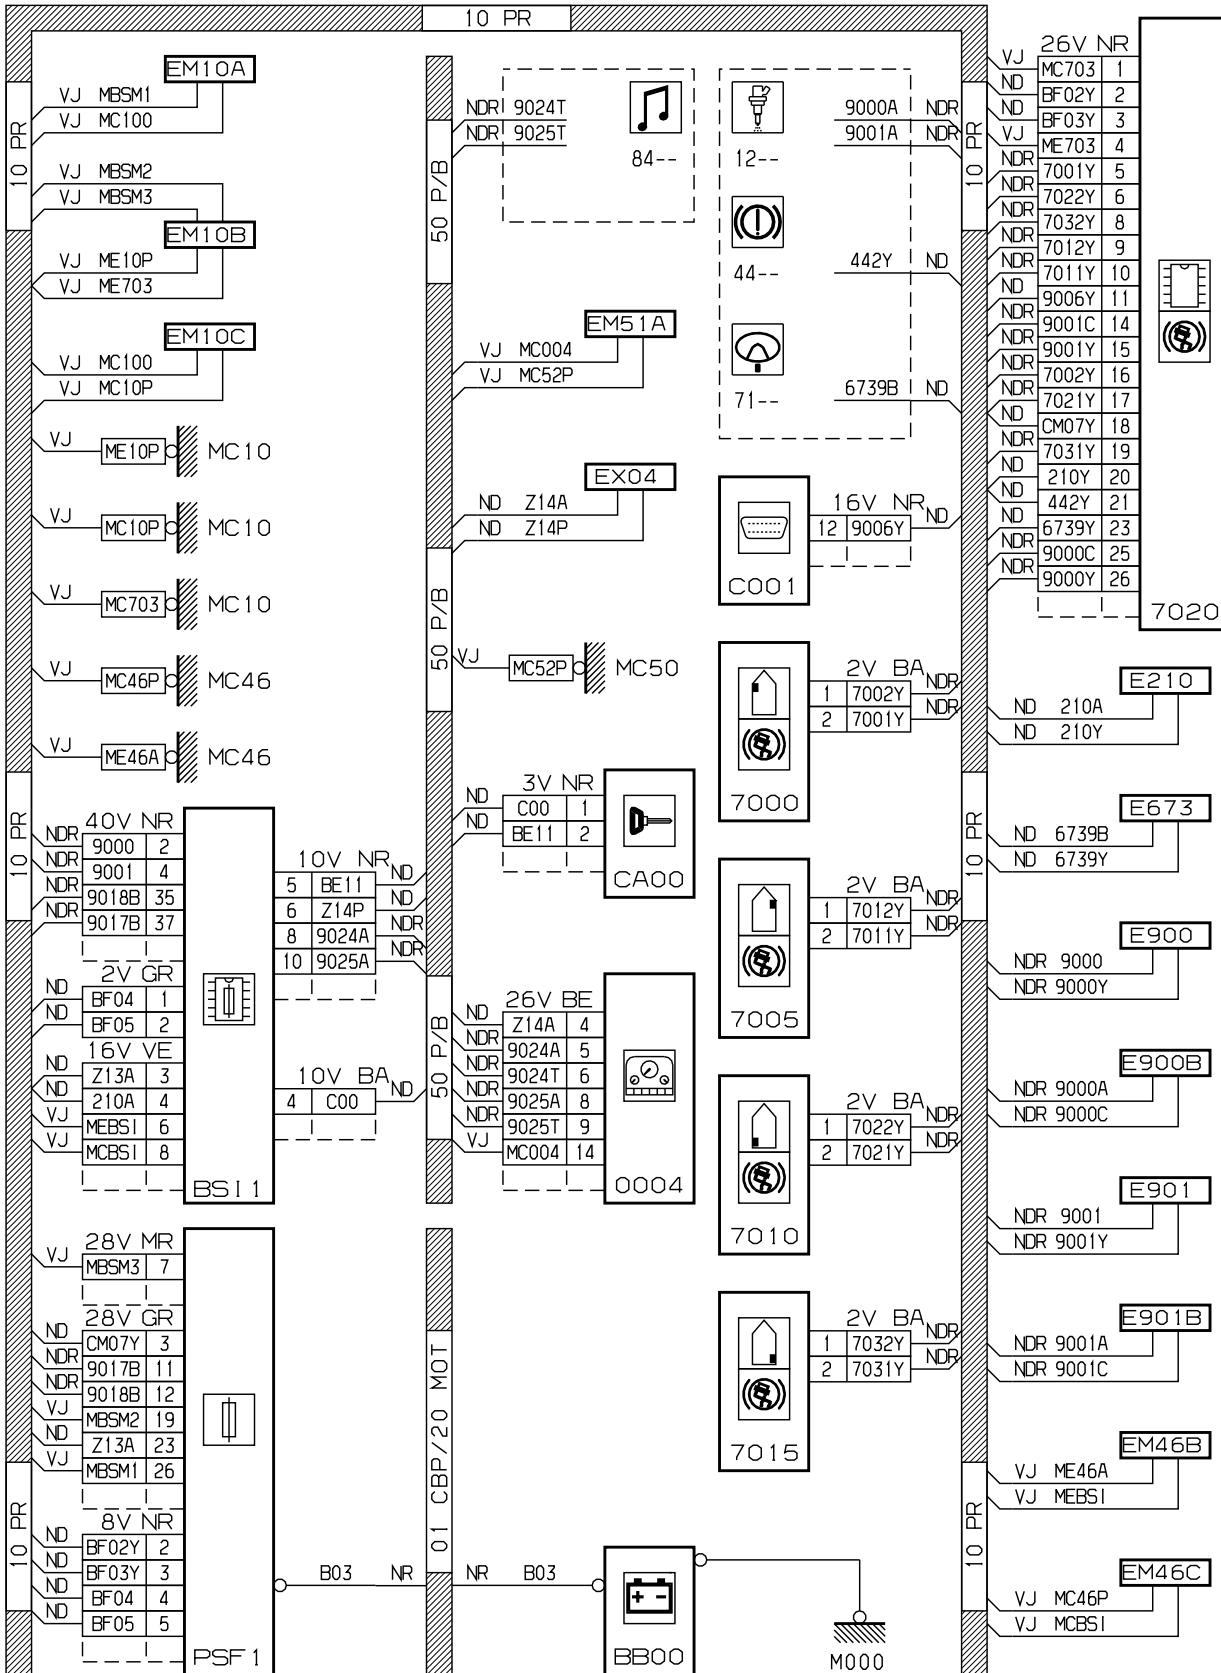 10 PR
EM10A
VJ MBSM1
VJ MC100
10 PR
VJ MBSM2
VJ MBSM3
EM10B
VJ ME10P
VJ ME703
EM10C
VJ MC100
VJ MC10P
VJ ME10P MC10
VJ MC10P MC10
VJ MC703 MC10
VJ MC46P MC46
VJ ME46A MC46
10 PR
40V NR
NDR 9000 2
NDR 9001 4
NDR 9018B 35
NDR 9017B 37
2V GR
ND BF04 1
ND BF05 2
16V VE
ND Z13A 3
ND 210A 4
VJ MEBSI 6
VJ MCBSI 8
10V NR
5 BE11 ND
6 Z14P ND
8 9024A NDR
10 9025A NDR
10V BA
4 C00 ND
BSI1
28V MR
VJ MBSM3 7
28V GR
ND CM07Y 3
NDR 9017B 11
NDR 9018B 12
VJ MBSM2 19
ND Z13A 23
VJ MBSM1 26
10 PR
8V NR
ND BF02Y 2
ND BF03Y 3
ND BF04 4
ND BF05 5
PSF1
B03 NR
50 P/B
NDR 9024T
NDR 9025T
84--
EM51A
VJ MC004
VJ MC52P
EX04
ND Z14A
ND Z14P
50 P/B
VJ MC52P MC50
3V NR
ND C00 1
ND BE11 2
CA00
50 P/B
26V BE
ND Z14A 4
NDR 9024A 5
NDR 9024T 6
NDR 9025A 8
NDR 9025T 9
VJ MC004 14
0004
01 CBP/20 MOT
NR B03
BB00
M000
12--
9000A NDR
9001A NDR
44--
442Y ND
71--
6739B ND
16V NR
12 9006Y ND
C001
2V BA
1 7002Y NDR
2 7001Y NDR
7000
2V BA
1 7012Y NDR
2 7011Y NDR
7005
2V BA
1 7022Y NDR
2 7021Y NDR
7010
2V BA
1 7032Y NDR
2 7031Y NDR
7015
10 PR
26V NR
VJ MC703 1
ND BF02Y 2
ND BF03Y 3
VJ ME703 4
NDR 7001Y 5
NDR 7022Y 6
NDR 7032Y 8
NDR 7012Y 9
NDR 7011Y 10
ND 9006Y 11
NDR 9001C 14
NDR 9001Y 15
NDR 7002Y 16
NDR 7021Y 17
ND CM07Y 18
NDR 7031Y 19
ND 210Y 20
ND 442Y 21
ND 6739Y 23
NDR 9000C 25
NDR 9000Y 26
7020
E210
ND 210A
ND 210Y
10 PR
E673
ND 6739B
ND 6739Y
E900
NDR 9000
NDR 9000Y
E900B
NDR 9000A
NDR 9000C
E901
NDR 9001
NDR 9001Y
E901B
NDR 9001A
NDR 9001C
EM46B
VJ ME46A
VJ MEBSI
10 PR
EM46C
VJ MC46P
VJ MCBSI